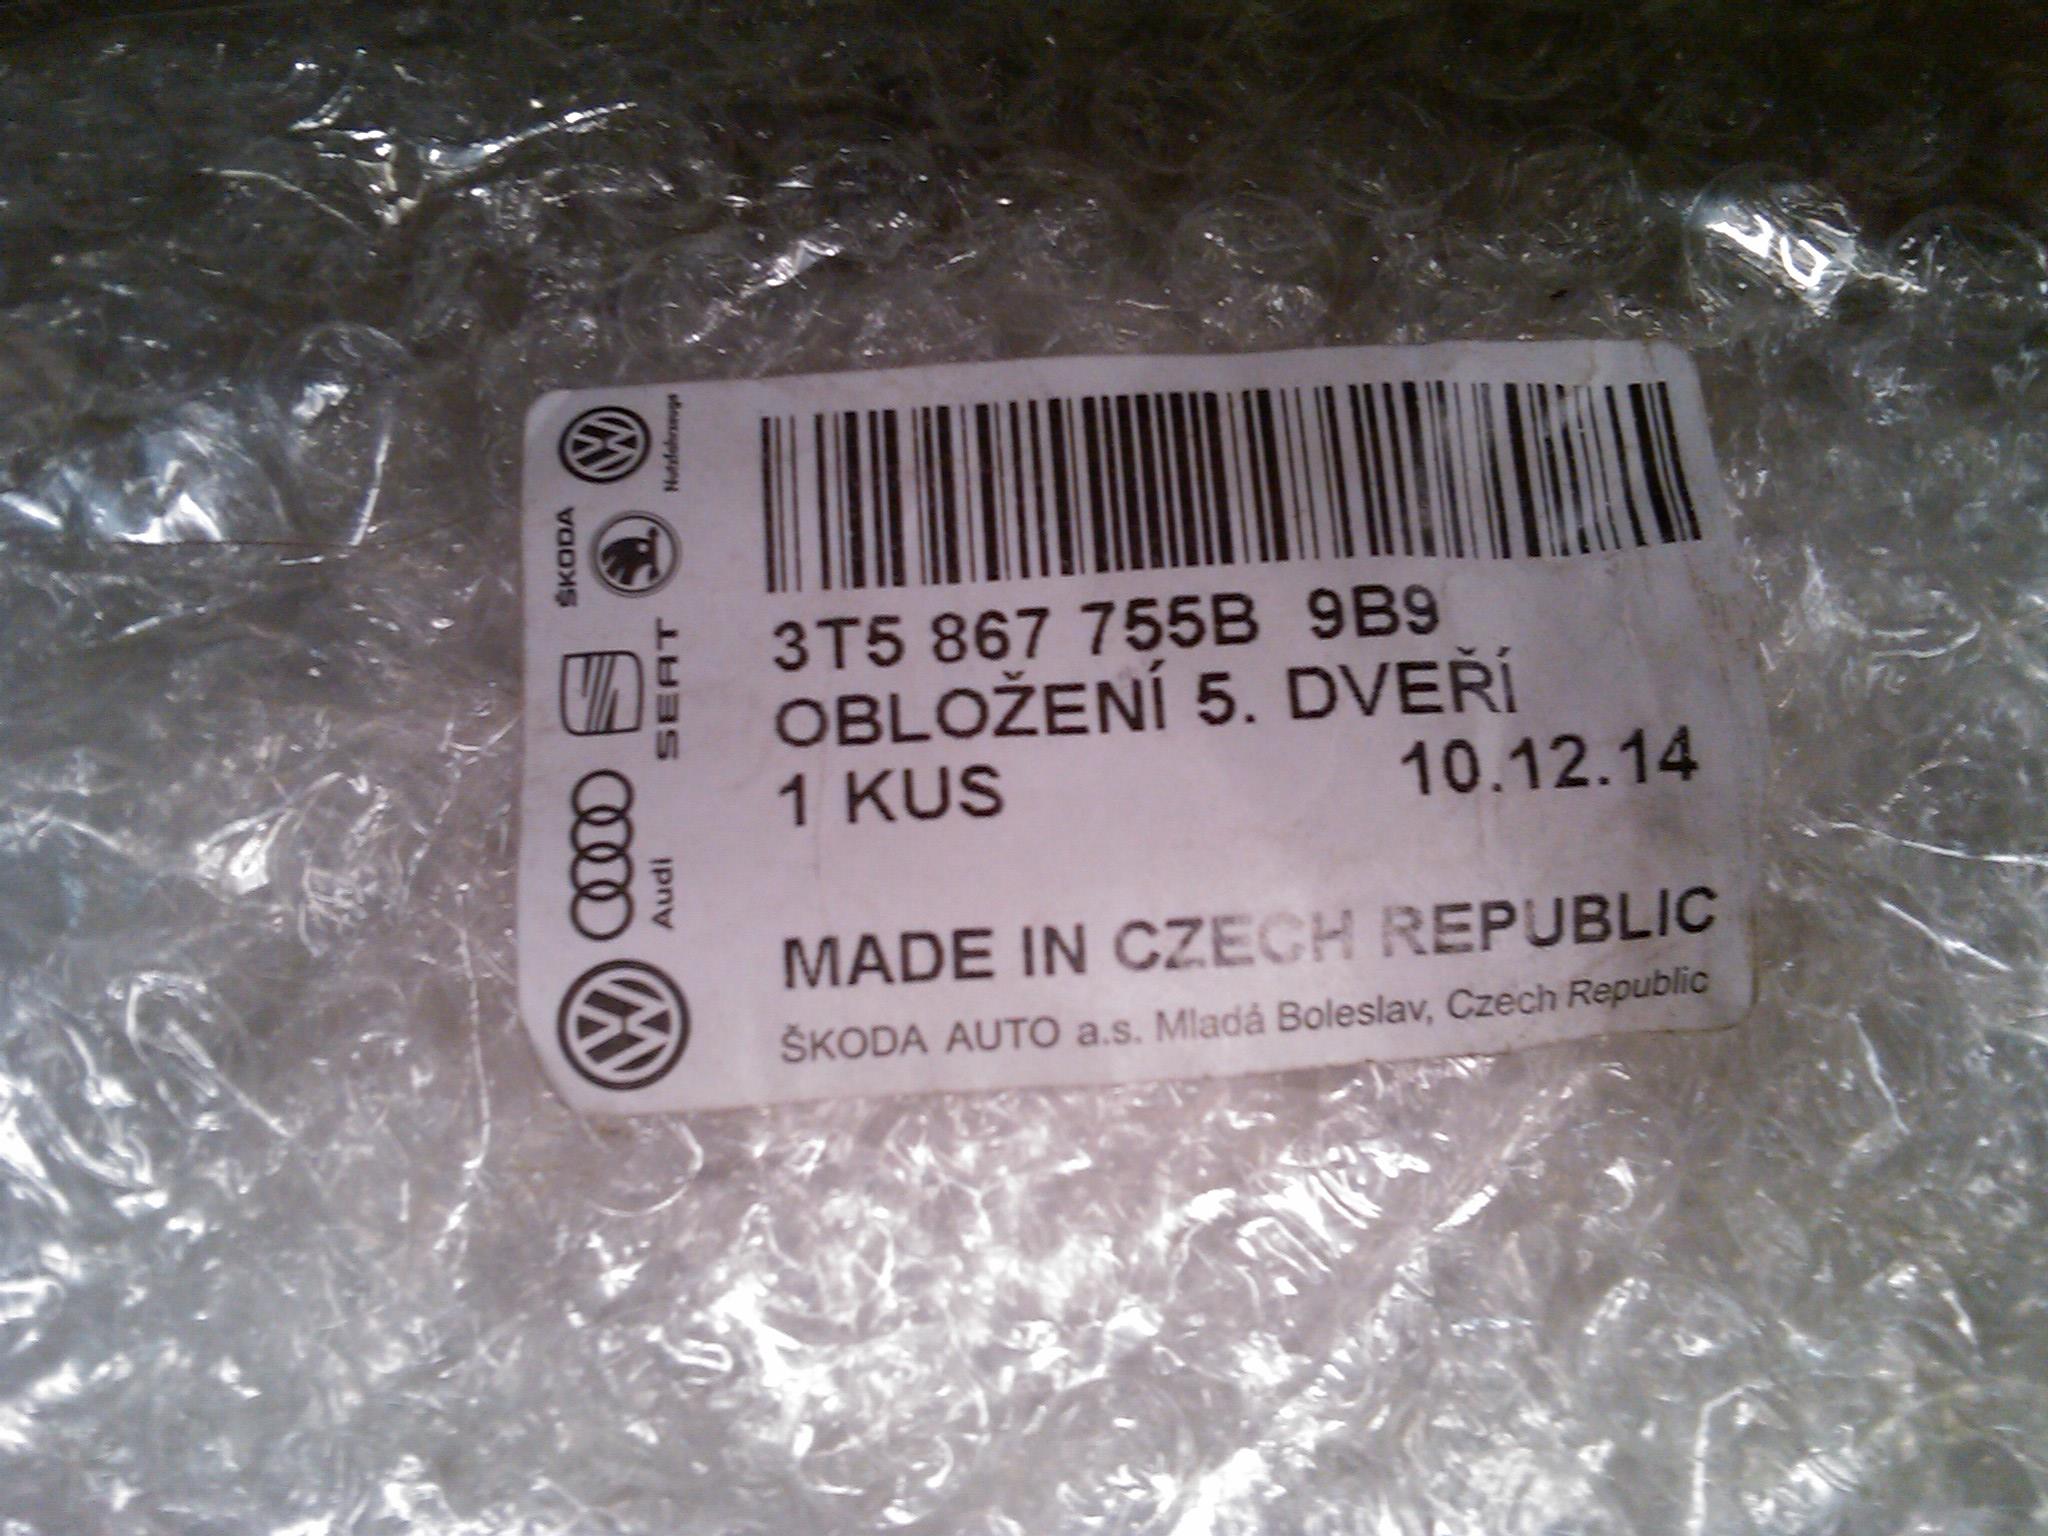 3T5 867 755B 9B9
OBLOŽENÍ 5. DVEŘÍ
1 KUS 10.12.14
MADE IN CZECH REPUBLIC
ŠKODA AUTO a.s. Mladá Boleslav, Czech Republic
Nutzfahrzeuge
ŠKODA
SEAT
Audi